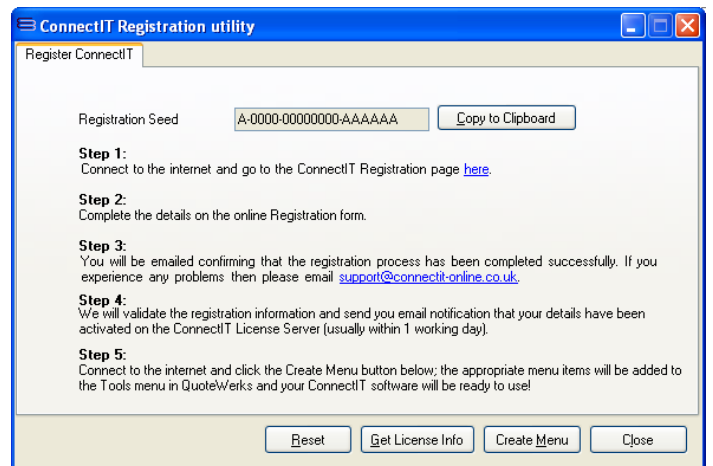 ConnectIT Registration utility
Register ConnectIT
Registration Seed A-0000-00000000-AAAAAA Copy to Clipboard
Step 1:
Connect to the internet and go to the ConnectIT Registration page here.
Step 2:
Complete the details on the online Registration form.
Step 3
You will be emailed confirming that the registration process has been completed successfully. If you
experience any problems then please email support@connectit-online.co.uk.
Step 4:
We will validate the registration information and send you email notification that your details have been
activated on the ConnectIT License Server (usually within 1 working day).
Step 5:
Connect to the internet and click the Create Menu button below; the appropriate menu items will be added to
the Tools menu in QuoteWerks and your ConnectIT software will be ready to use!
Reset Get License Info Create Menu Close